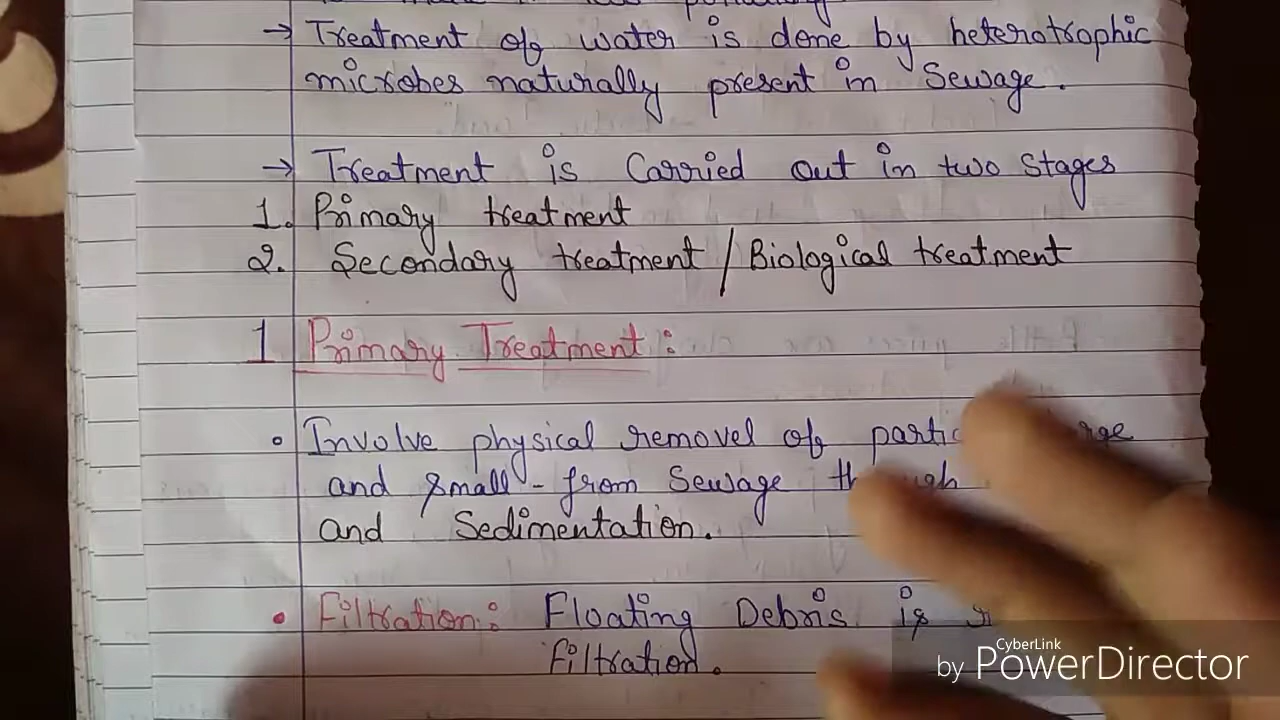 → Treatment of water is done by heterotrophic
microbes naturally present in Sewage.
→ Treatment is Carried out in two Stages
1. Primary treatment
2. Secondary treatment / Biological treatment
1 Primary Treatment :
• Involve physical removel of
and small - from Sewage
and Sedimentation.
• Filtration : Floating Debris is
filtration.
CyberLink
by PowerDirector